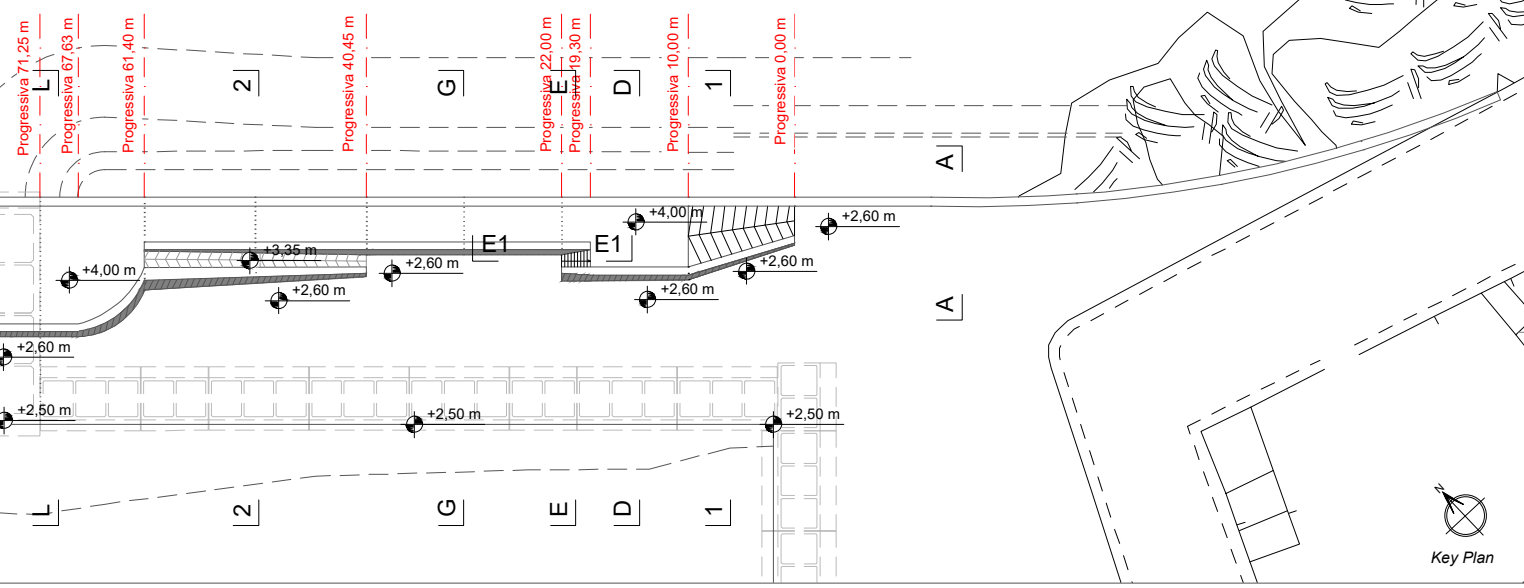 Progressiva 71,25 m
Progressiva 67,63 m
Progressiva 61,40 m
Progressiva 40,45 m
Progressiva 22,00 m
Progressiva 19,30 m
Progressiva 10,00 m
Progressiva 0,00 m
L
2
G
E
D
1
A
+4,00 m
+2,60 m
E1
E1
+3,35 m
+4,00 m
+2,60 m
+2,60 m
+2,60 m
+2,60 m
A
+2,60 m
+2,50 m
+2,50 m
+2,50 m
L
2
G
E
D
1
N
Key Plan